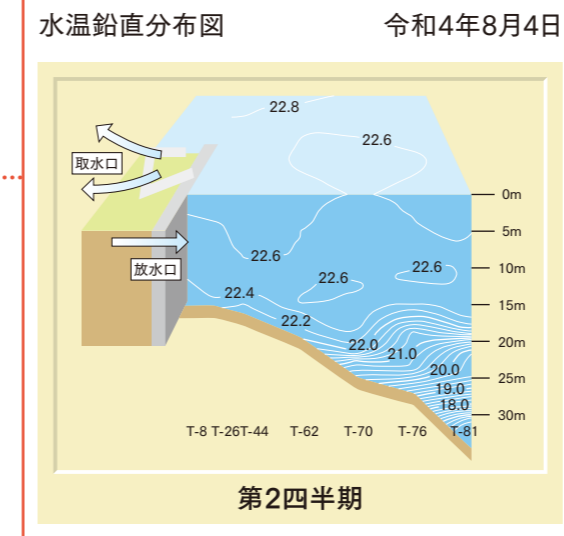 水温鉛直分布図
令和4年8月4日
22.8
22.6
取水口
0m
5m
放水口
22.6
22.6
22.6
10m
22.4
15m
22.2
22.0
21.0
20m
20.0
25m
19.0
18.0
30m
T-8 T-26T-44 T-62 T-70 T-76 T-81
第2四半期